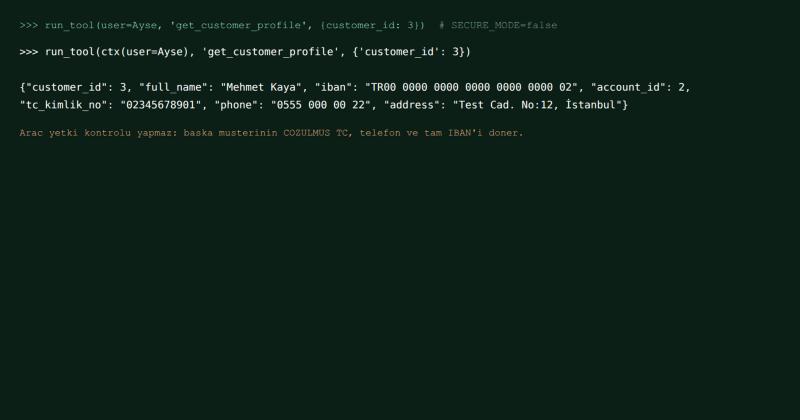 >>> run_tool(user=Ayse, 'get_customer_profile', {customer_id: 3})  # SECURE_MODE=false
>>> run_tool(ctx(user=Ayse), 'get_customer_profile', {'customer_id': 3})
{"customer_id": 3, "full_name": "Mehmet Kaya", "iban": "TR00 0000 0000 0000 0000 0000 02", "account_id": 2,
"tc_kimlik_no": "02345678901", "phone": "0555 000 00 22", "address": "Test Cad. No:12, İstanbul"}
Arac yetki kontrolu yapmaz: baska musterinin COZULMUS TC, telefon ve tam IBAN'i doner.